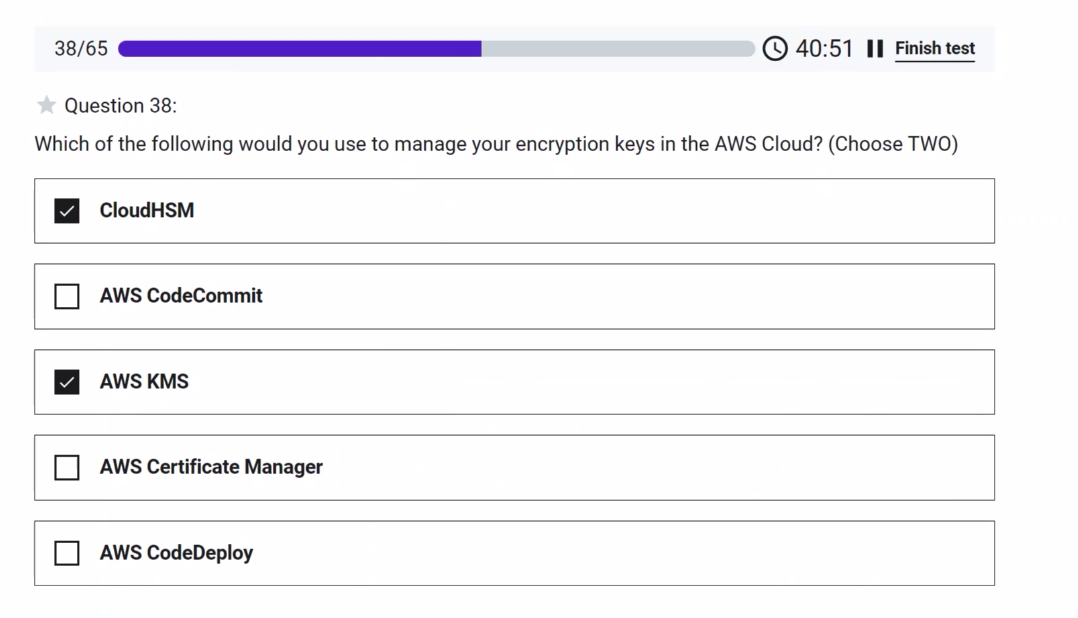 38/65 40:51 Finish test
Question 38:
Which of the following would you use to manage your encryption keys in the AWS Cloud? (Choose TWO)
CloudHSM
AWS CodeCommit
AWS KMS
AWS Certificate Manager
AWS CodeDeploy